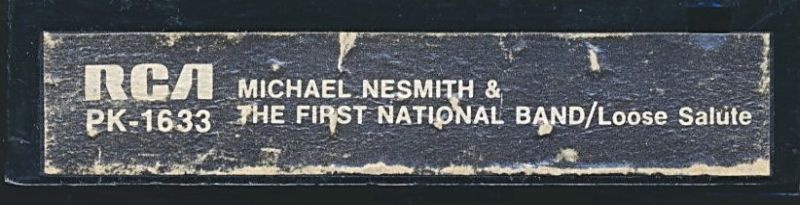 RCA
PK-1633
MICHAEL NESMITH &
THE FIRST NATIONAL BAND/Loose Salute